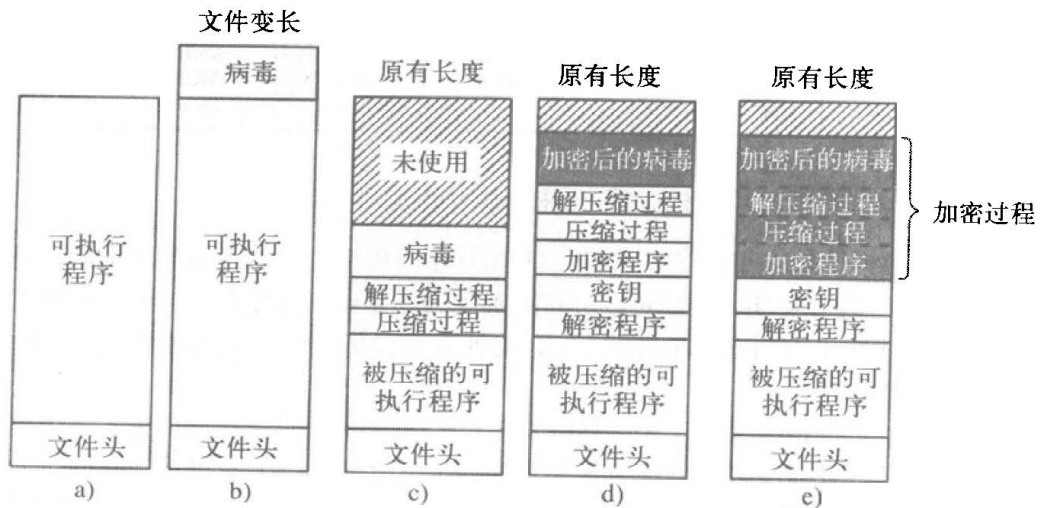 文件变长
病毒
可执行
程序
文件头
a)
可执行
程序
文件头
b)
原有长度
未使用
病毒
解压缩过程
压缩过程
被压缩的可
执行程序
文件头
c)
原有长度
加密后的病毒
解压缩过程
压缩过程
加密程序
密钥
解密程序
被压缩的可
执行程序
文件头
d)
原有长度
加密后的病毒
解压缩过程
压缩过程
加密程序
密钥
解密程序
被压缩的可
执行程序
文件头
e)
加密过程